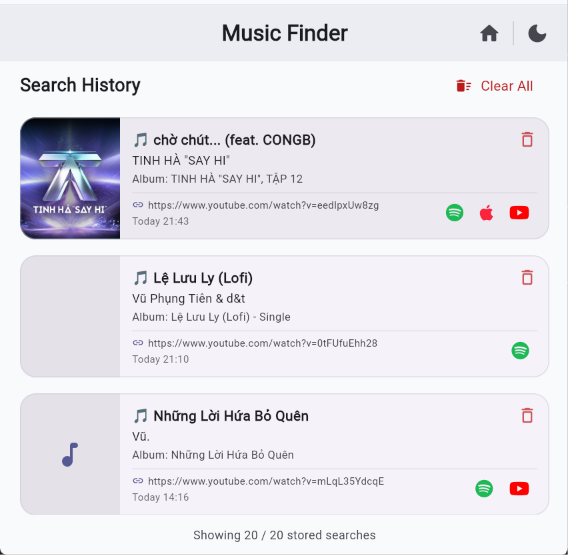 Music Finder
Search History
Clear All
TINH HÀ "SAY HI"
chờ chút... (feat. CONGB)
TINH HÀ "SAY HI"
Album: TINH HÀ "SAY HI", TẬP 12
https://www.youtube.com/watch?v=eedIpxUw8zg
Today 21:43
Lệ Lưu Ly (Lofi)
Vũ Phụng Tiên & d&t
Album: Lệ Lưu Ly (Lofi) - Single
https://www.youtube.com/watch?v=0tFUfuEhh28
Today 21:10
Những Lời Hứa Bỏ Quên
Vũ.
Album: Những Lời Hứa Bỏ Quên
https://www.youtube.com/watch?v=mLqL35YdcqE
Today 14:16
Showing 20 / 20 stored searches